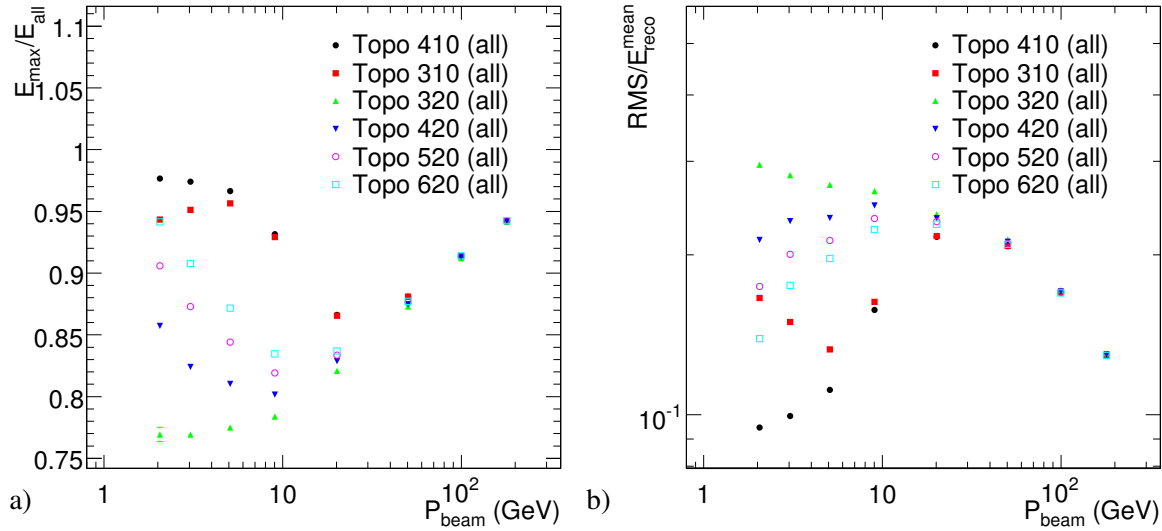 E_max/E_all
1.1
1.05
1
0.95
0.9
0.85
0.8
0.75
Topo 410 (all)
Topo 310 (all)
Topo 320 (all)
Topo 420 (all)
Topo 520 (all)
Topo 620 (all)
1 10 10^2
P_beam (GeV)
a)
RMS/E_reco^mean
10^-1
Topo 410 (all)
Topo 310 (all)
Topo 320 (all)
Topo 420 (all)
Topo 520 (all)
Topo 620 (all)
1 10 10^2
P_beam (GeV)
b)